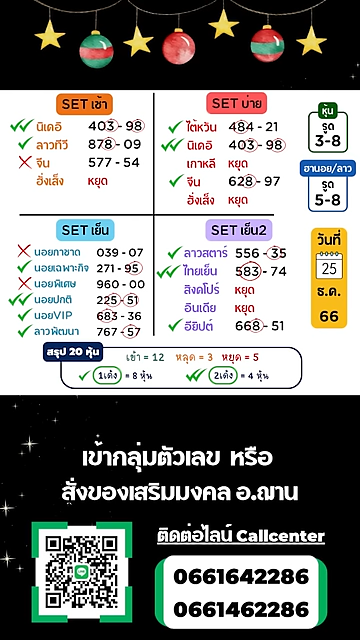 SET เช้า
นิเคอิ 403 - 98
ลาวทีวี 878 - 09
จีน 577 - 54
ฮั่งเส็ง หยุด
SET บ่าย
ไต้หวัน 484 - 21
นิเคอิ 403 - 98
เกาหลี หยุด
จีน 628 - 97
ฮั่งเส็ง หยุด
หุ้น
รูด
3-8
ฮานอย/ลาว
รูด
5-8
SET เย็น
นอยกาชาด 039 - 07
นอยเฉพาะกิจ 271 - 95
นอยพิเศษ 960 - 00
นอยปกติ 225 - 51
นอยVIP 683 - 36
ลาวพัฒนา 767 - 57
SET เย็น2
ลาวสตาร์ 556 - 35
ไทยเย็น 583 - 74
สิงคโปร์ หยุด
อินเดีย หยุด
อียิปต์ 668 - 51
วันที่
25
ธ.ค.
66
สรุป 20 หุ้น
เข้า = 12 หลุด = 3 หยุด = 5
1เด้ง = 8 หุ้น 2เด้ง = 4 หุ้น
เข้ากลุ่มตัวเลข หรือ
สั่งของเสริมมงคล อ.ฌาน
ติดต่อไลน์ Callcenter
0661642286
0661462286